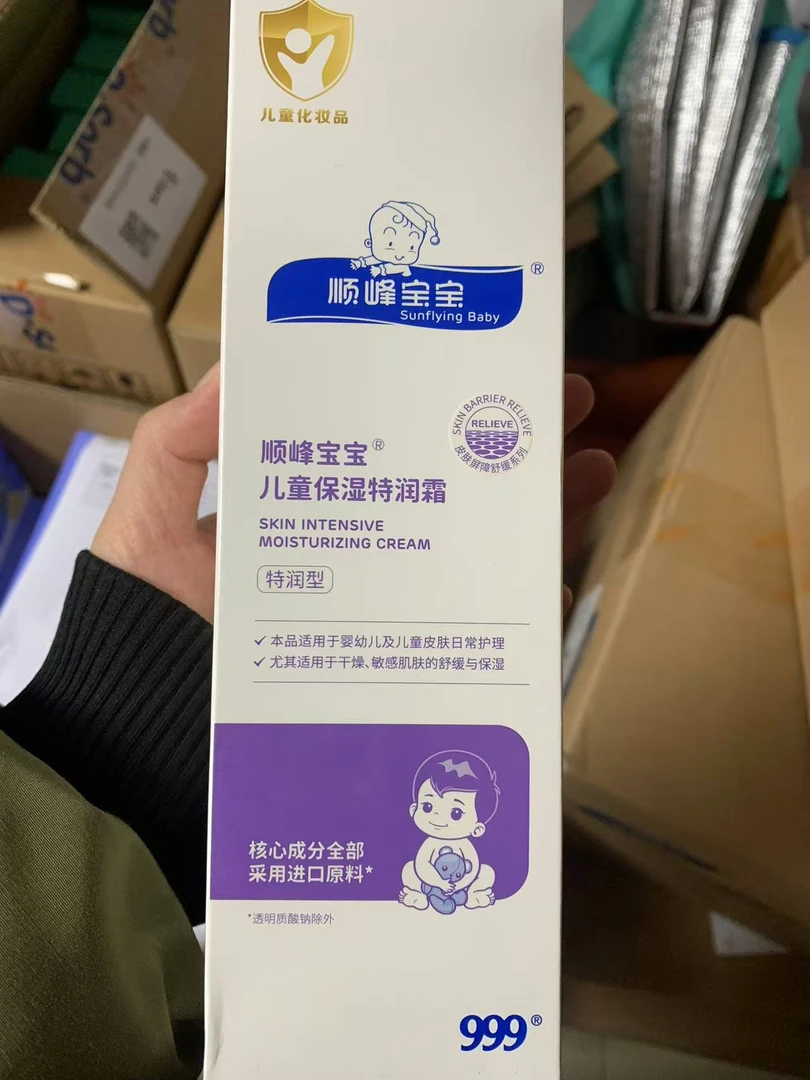 儿童化妆品
顺峰宝宝®
Sunflying Baby
SKIN BARRIER RELIEVE
RELIEVE
皮肤屏障舒缓系列
顺峰宝宝®
儿童保湿特润霜
SKIN INTENSIVE
MOISTURIZING CREAM
特润型
✓ 本品适用于婴幼儿及儿童皮肤日常护理
✓ 尤其适用于干燥、敏感肌肤的舒缓与保湿
核心成分全部
采用进口原料*
*透明质酸钠除外
999®